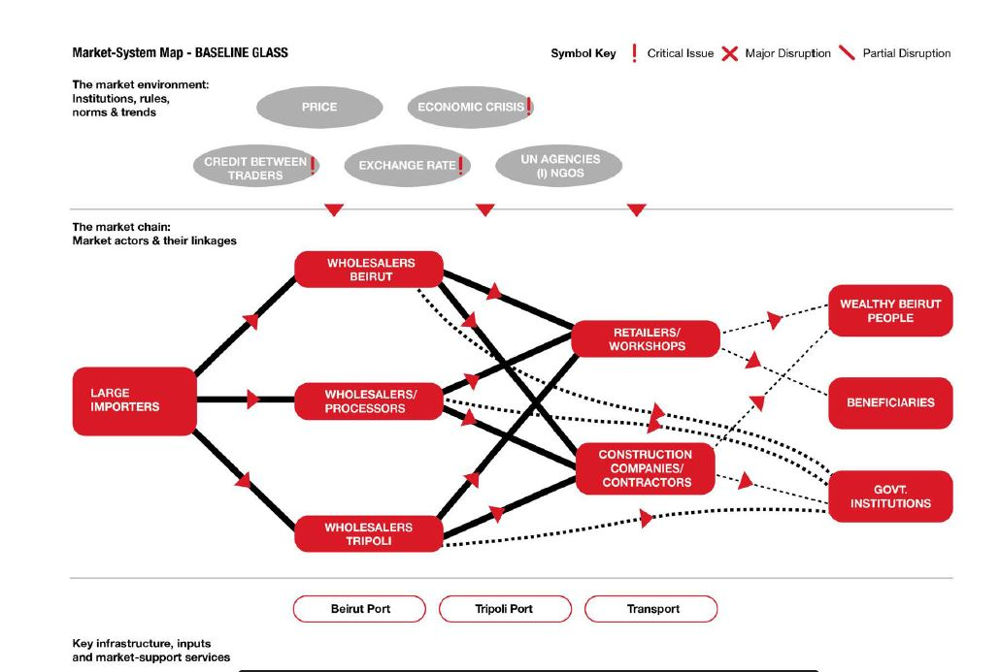 Market-System Map - BASELINE GLASS
Symbol Key
! Critical Issue
Major Disruption
Partial Disruption
The market environment:
Institutions, rules,
norms & trends
PRICE
ECONOMIC CRISIS !
CREDIT BETWEEN !
TRADERS
EXCHANGE RATE !
UN AGENCIES
(I) NGOS
The market chain:
Market actors & their linkages
WHOLESALERS
BEIRUT
WEALTHY BEIRUT
PEOPLE
RETAILERS/
WORKSHOPS
LARGE
IMPORTERS
WHOLESALERS/
PROCESSORS
BENEFICIARIES
CONSTRUCTION
COMPANIES/
CONTRACTORS
GOVT.
INSTITUTIONS
WHOLESALERS
TRIPOLI
Beirut Port
Tripoli Port
Transport
Key infrastructure, inputs
and market-support services